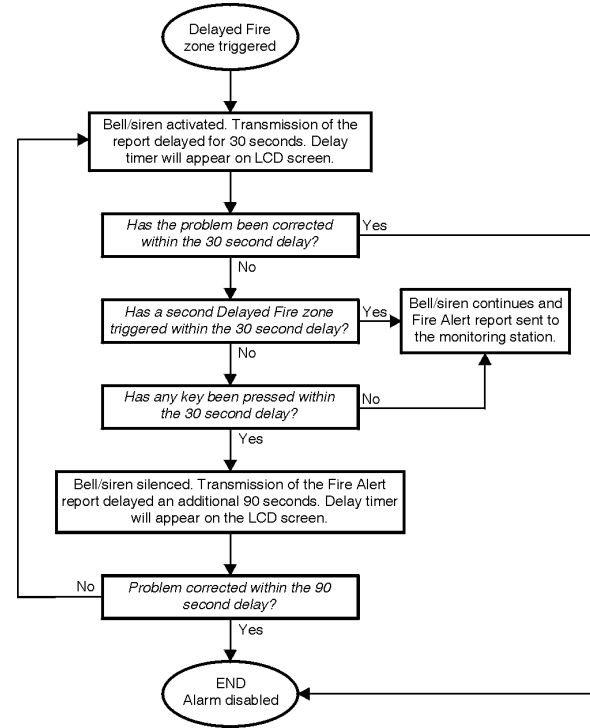 Delayed Fire
zone triggered
Bell/siren activated. Transmission of the
report delayed for 30 seconds. Delay
timer will appear on LCD screen.
Has the problem been corrected
within the 30 second delay?
Yes
No
Has a second Delayed Fire zone
triggered within the 30 second delay?
Yes
Bell/siren continues and
Fire Alert report sent to
the monitoring station.
No
Has any key been pressed within
the 30 second delay?
No
Yes
Bell/siren silenced. Transmission of the Fire Alert
report delayed an additional 90 seconds. Delay timer
will appear on the LCD screen.
No
Problem corrected within the 90
second delay?
Yes
END
Alarm disabled